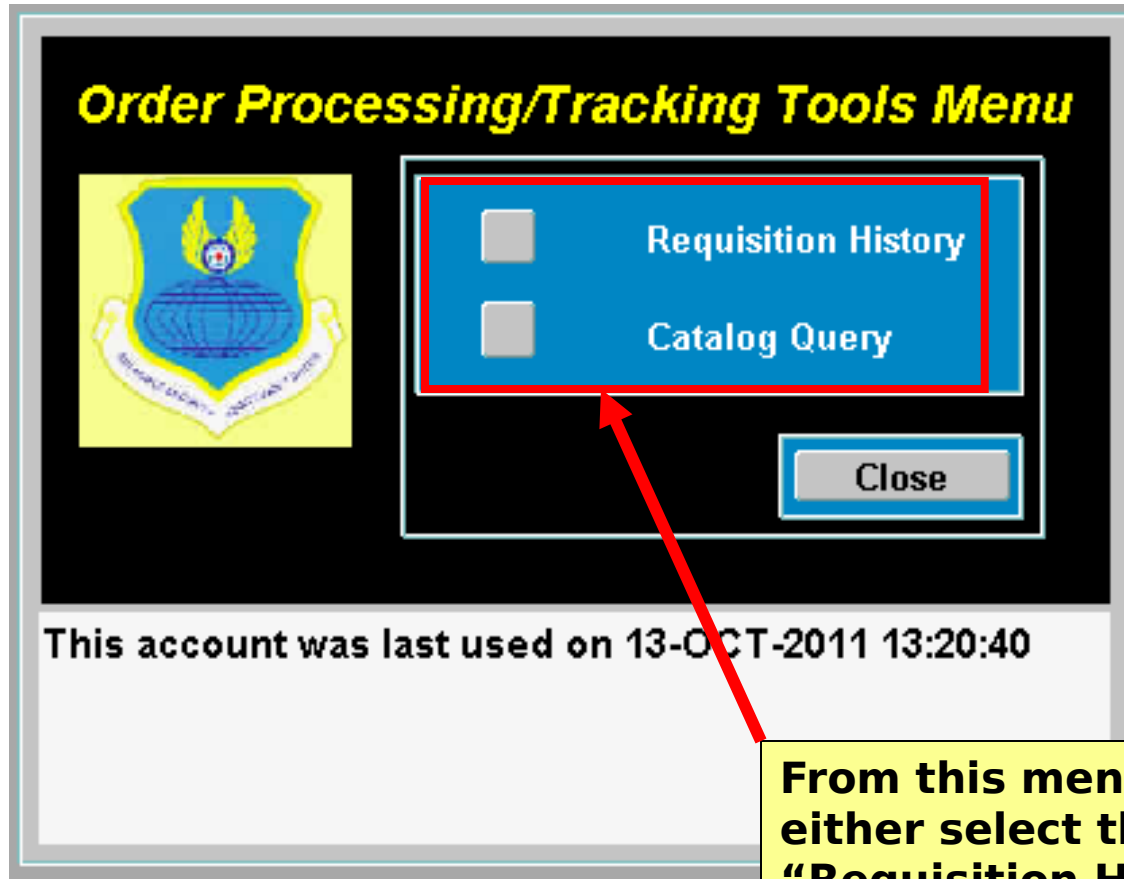 Order Processing/Tracking Tools Menu
Requisition History
Catalog Query
Close
This account was last used on 13-OCT-2011 13:20:40
From this men
either select th
“Requisition H